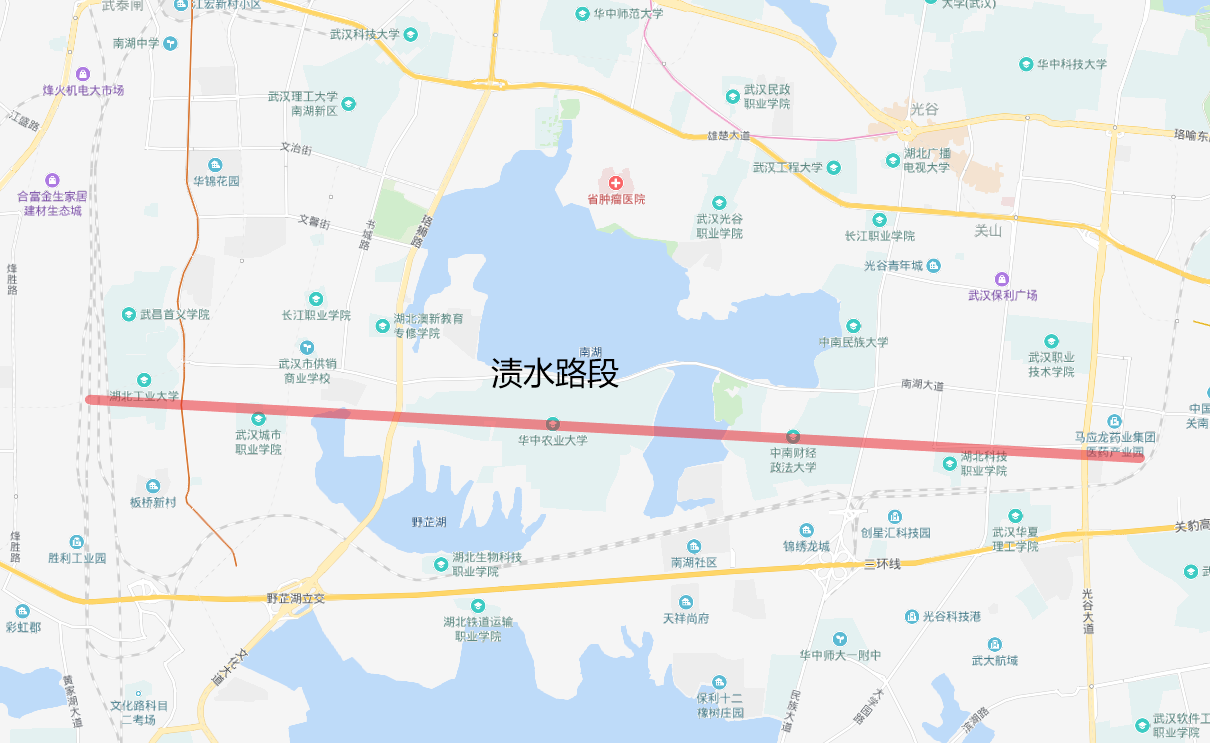 武泰闸
江宏新村小区
华中师范大学
大学(武汉)
南湖中学
武汉科技大学
烽火机电大市场
武汉理工大学
南湖新区
武汉民政
职业学院
华中科技大学
光谷
江盛路
雄楚大道
珞喻东
文治街
华锦花园
武汉工程大学
湖北广播
电视大学
合富金生家居
建材生态城
省肿瘤医院
武汉光谷
职业学院
文馨街
书城路
珞狮路
长江职业学院
关山
烽胜路
光谷青年城
武汉保利广场
武昌首义学院
长江职业学院
湖北澳新教育
专修学院
中南民族大学
南湖
武汉市供销
商业学校
武汉职业
技术学院
渍水路段
湖北工业大学
南湖大道
中国
关南
武汉城市
职业学院
华中农业大学
中南财经
政法大学
马应龙药业集团
医药产业园
湖北科技
职业学院
板桥新村
野芷湖
烽胜路
胜利工业园
锦绣龙城
创星汇科技园
武汉华夏
理工学院
关豹高
湖北生物科技
职业学院
南湖社区
三环线
武
野芷湖立交
彩虹郡
湖北铁道运输
职业学院
天祥尚府
光谷科技港
光谷大道
文化大道
华中师大一附中
武大航域
黄家湖大道
文化路科目
二考场
保利十二
橡树庄园
民族大道
大学园路
滨湖路
武汉软件工
职业学院